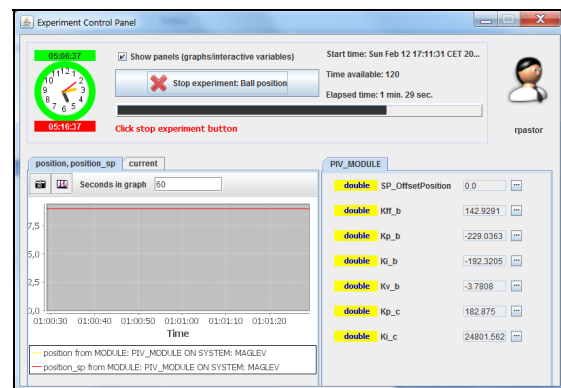 Experiment Control Panel
05:06:37
Show panels (graphs/interactive variables)
Start time: Sun Feb 12 17:11:31 CET 20...
Stop experiment: Ball position
Time available: 120
Elapsed time: 1 min. 29 sec.
05:16:37
Click stop experiment button
rpastor
position, position_sp
current
PIV_MODULE
Seconds in graph 60
double SP_OffsetPosition 0.0 ...
double Kff_b 142.9291 ...
double Kp_b -229.0363 ...
double Ki_b -192.3205 ...
double Kv_b -3.7808 ...
double Kp_c 182.875 ...
double Ki_c 24801.562 ...
7,5
5,0
2,5
0,0
01:00:30 01:00:40 01:00:50 01:01:00 01:01:10 01:01:20
Time
position from MODULE: PIV_MODULE ON SYSTEM: MAGLEV
position_sp from MODULE: PIV_MODULE ON SYSTEM: MAGLEV